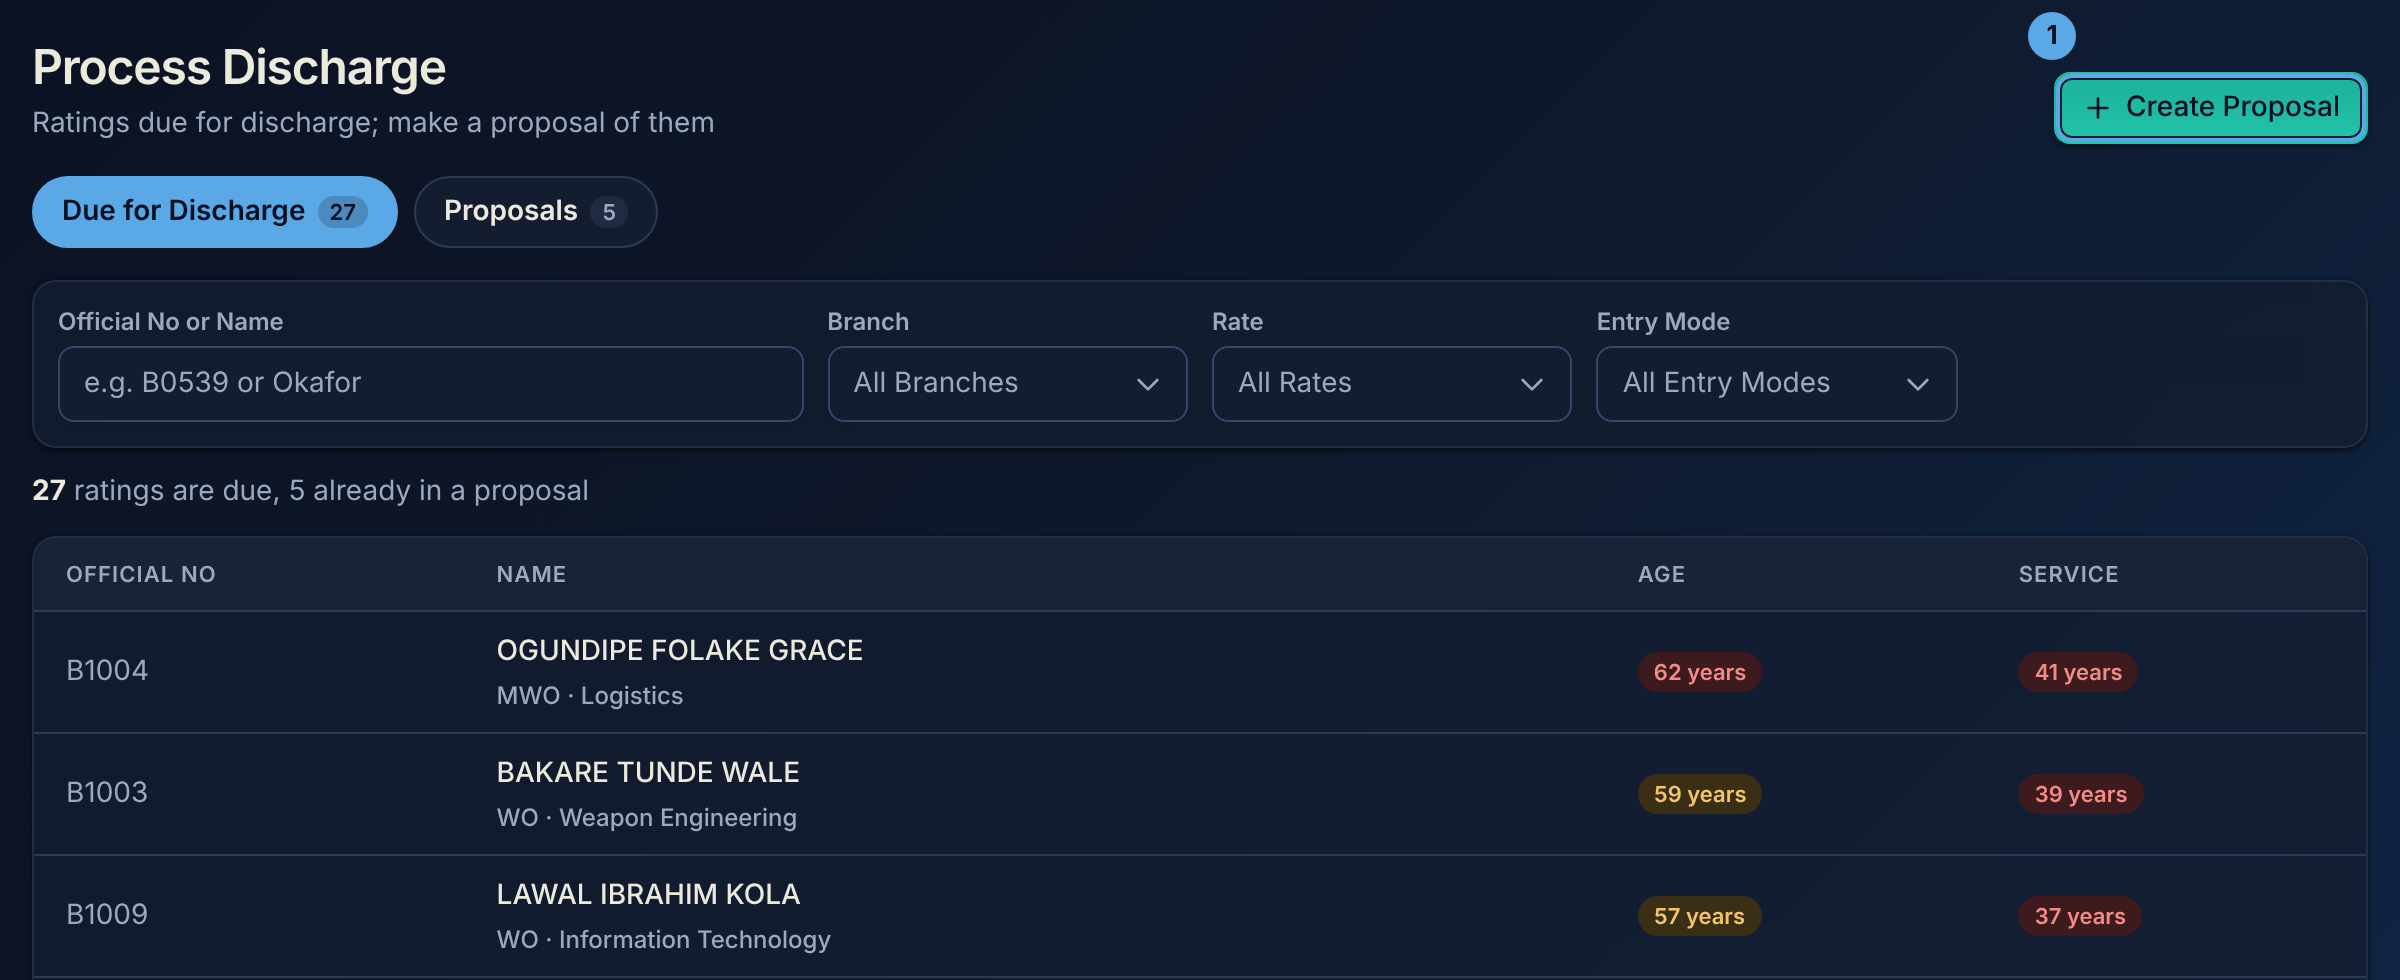 1
Process Discharge
Ratings due for discharge; make a proposal of them
+ Create Proposal
Due for Discharge 27
Proposals 5
Official No or Name
Branch
Rate
Entry Mode
e.g. B0539 or Okafor
All Branches
All Rates
All Entry Modes
27 ratings are due, 5 already in a proposal
OFFICIAL NO NAME AGE SERVICE
B1004
OGUNDIPE FOLAKE GRACE
MWO · Logistics
62 years
41 years
B1003
BAKARE TUNDE WALE
WO · Weapon Engineering
59 years
39 years
B1009
LAWAL IBRAHIM KOLA
WO · Information Technology
57 years
37 years